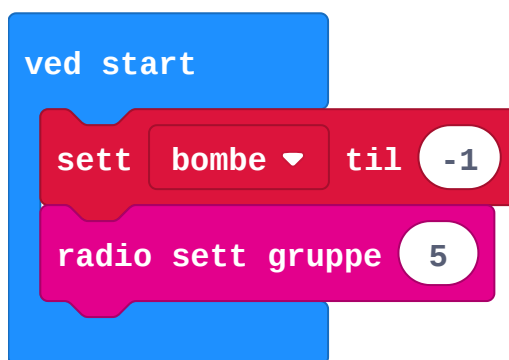 ved start
sett bombe til -1
radio sett gruppe 5